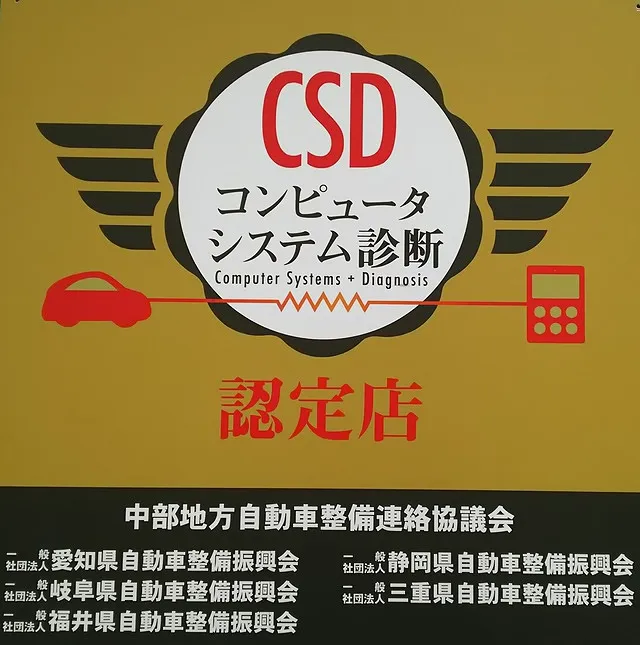 CSD
コンピュータ
システム診断
Computer Systems + Diagnosis
認定店
中部地方自動車整備連絡協議会
一般社団法人 愛知県自動車整備振興会
一般社団法人 岐阜県自動車整備振興会
一般社団法人 福井県自動車整備振興会
一般社団法人 静岡県自動車整備振興会
一般社団法人 三重県自動車整備振興会